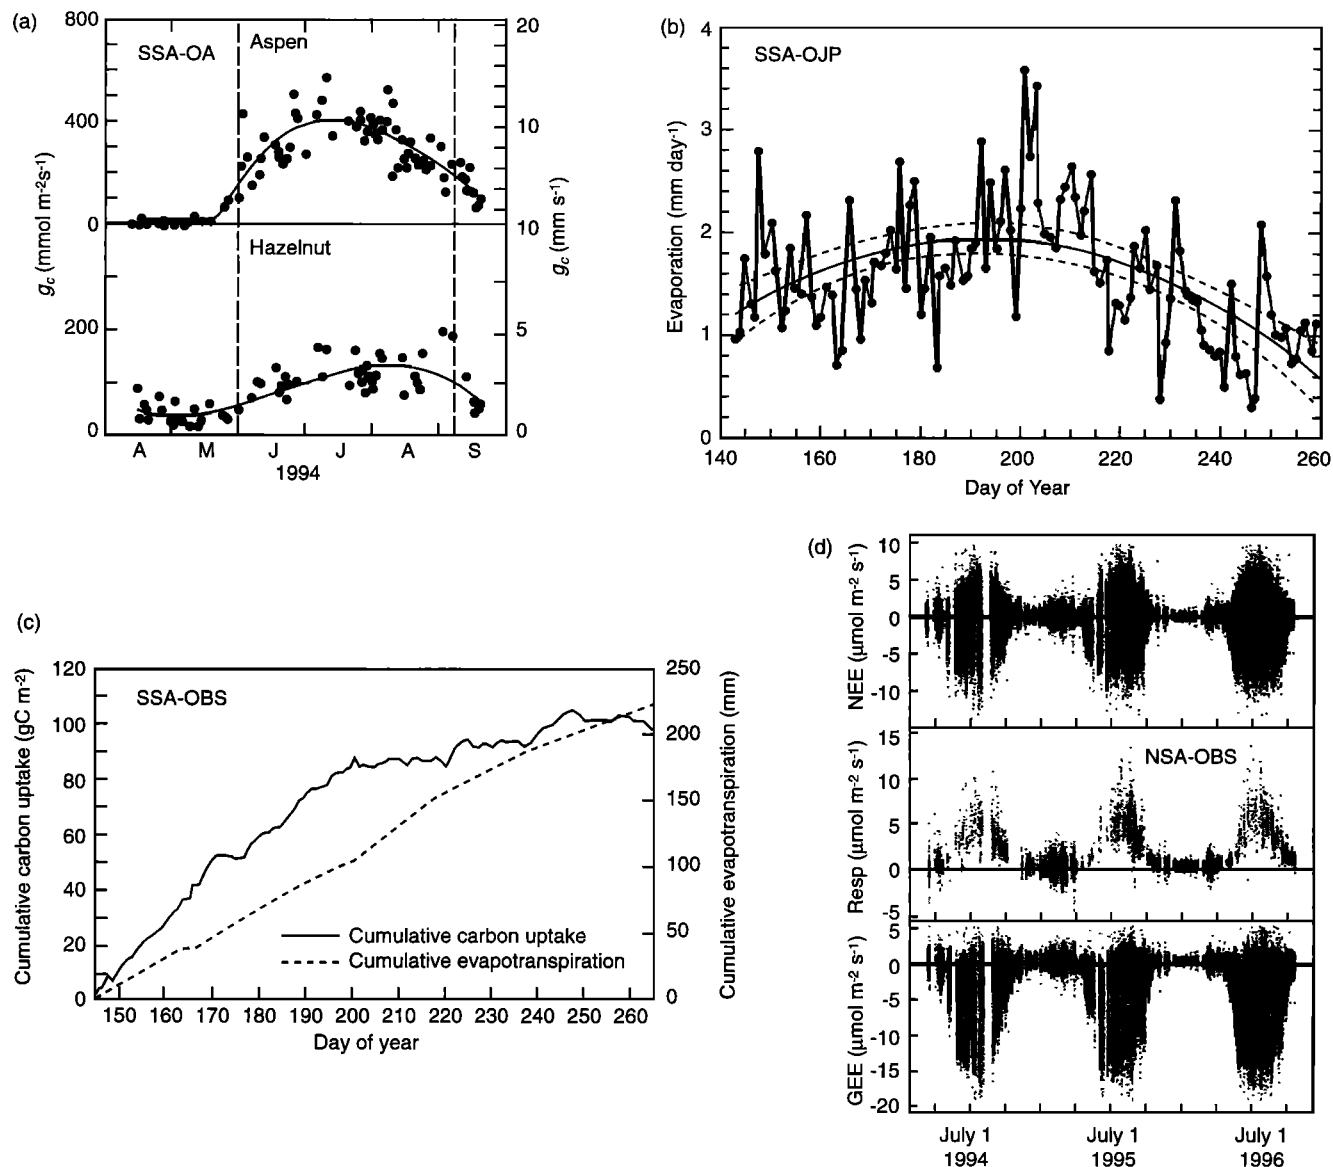 (a)
800
400
200
0
200
100
0
g_c (mmol m⁻²s⁻¹)
SSA-OA
Aspen
Hazelnut
20
10
0
10
5
0
g_c (mm s⁻¹)
A M J J A S
1994
(b)
SSA-OJP
4
3
2
1
0
Evaporation (mm day⁻¹)
140 160 180 200 220 240 260
Day of Year
(c)
SSA-OBS
120
100
80
60
40
20
0
Cumulative carbon uptake (gC m⁻²)
250
200
150
100
50
0
Cumulative evapotranspiration (mm)
Cumulative carbon uptake
Cumulative evapotranspiration
150 160 170 180 190 200 210 220 230 240 250 260
Day of year
(d)
10
5
0
-5
-10
NEE (μmol m⁻² s⁻¹)
NSA-OBS
15
10
5
0
-5
Resp (μmol m⁻² s⁻¹)
5
0
-5
-10
-15
-20
GEE (μmol m⁻² s⁻¹)
July 1 July 1 July 1
1994 1995 1996